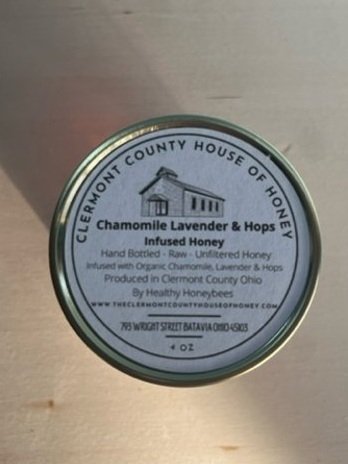 CLERMONT COUNTY HOUSE OF HONEY
Chamomile Lavender & Hops
Infused Honey
Hand Bottled - Raw - Unfiltered Honey
Infused with Organic Chamomile, Lavender & Hops
Produced in Clermont County Ohio
By Healthy Honeybees
WWW.THECLERMONTCOUNTYHOUSEOFHONEY.COM
793 WRIGHT STREET BATAVIA OHIO 45103
4 OZ